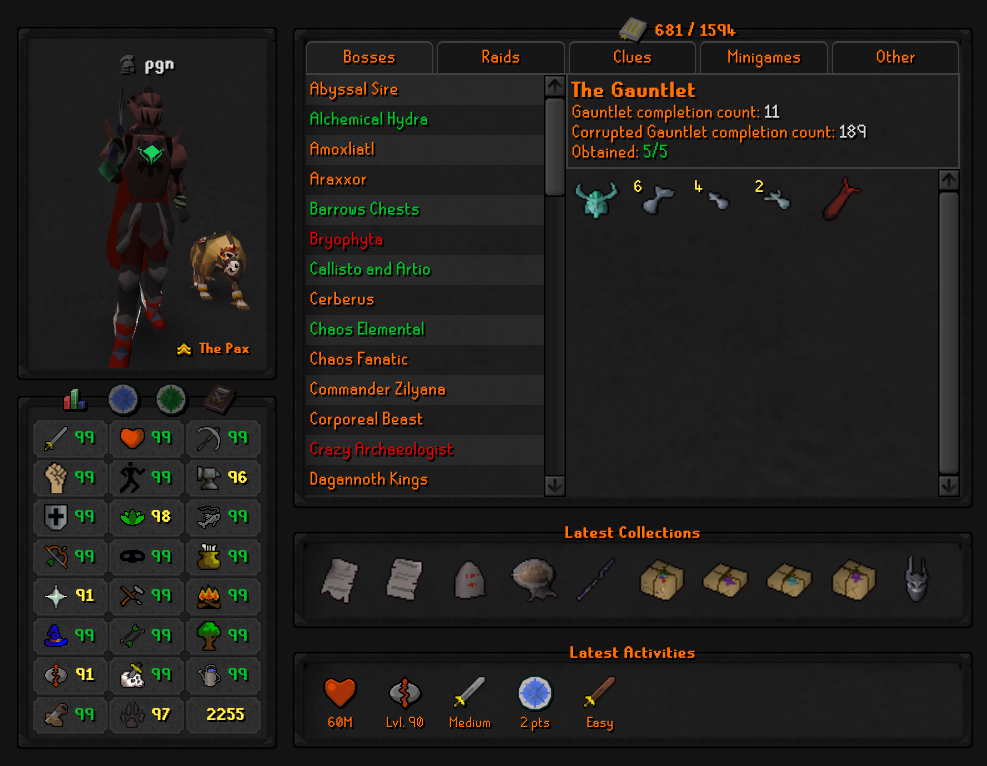 pgn
The Pax
99 99 99
99 99 96
99 98 99
99 99 99
91 99 99
99 99 99
91 99 99
99 97 2255
681 / 1594
Bosses Raids Clues Minigames Other
Abyssal Sire
Alchemical Hydra
Amoxliatl
Araxxor
Barrows Chests
Bryophyta
Callisto and Artio
Cerberus
Chaos Elemental
Chaos Fanatic
Commander Zilyana
Corporeal Beast
Crazy Archaeologist
Dagannoth Kings
The Gauntlet
Gauntlet completion count: 11
Corrupted Gauntlet completion count: 189
Obtained: 5/5
6 4 2
Latest Collections
Latest Activities
60M Lvl. 90 Medium 2 pts Easy